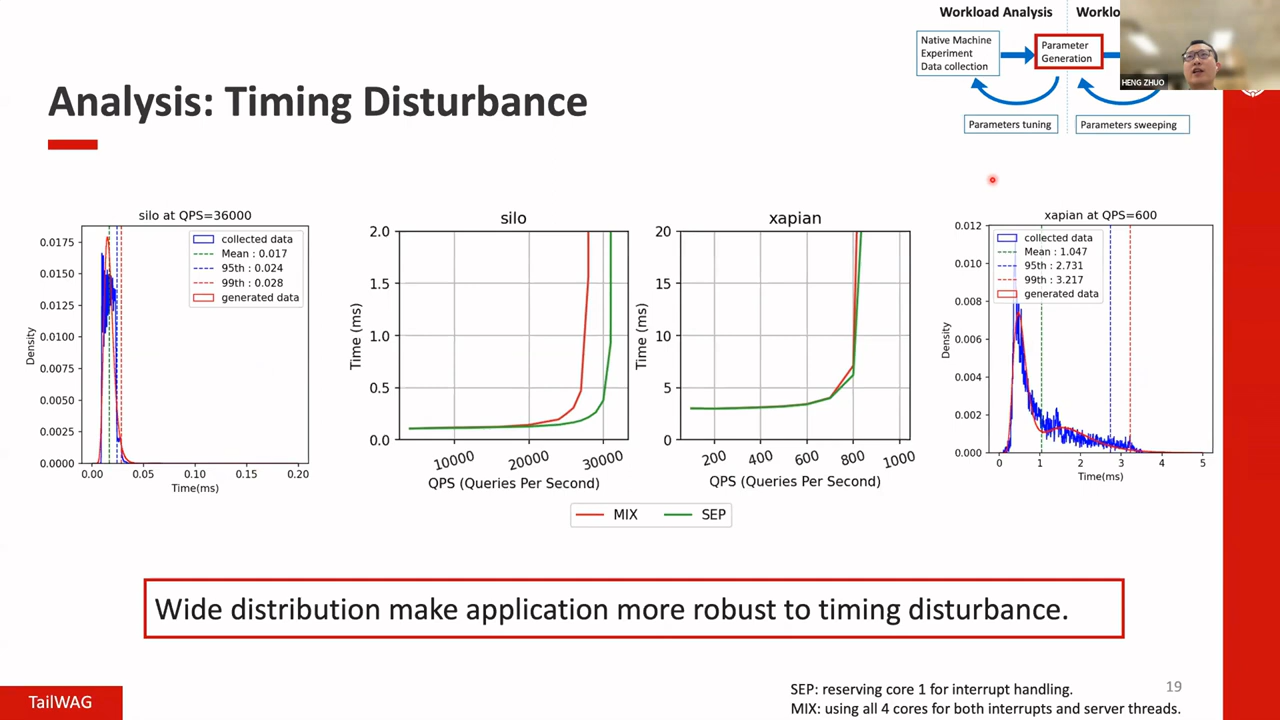 Workload Analysis
Worklo
Native Machine
Experiment
Data collection
Parameter
Generation
Parameters tuning
Parameters sweeping
HENG ZHUO
Analysis: Timing Disturbance
silo at QPS=36000
collected data
Mean : 0.017
95th : 0.024
99th : 0.028
generated data
0.0175
0.0150
0.0125
0.0100
0.0075
0.0050
0.0025
0.0000
Density
0.00 0.05 0.10 0.15 0.20
Time(ms)
silo
2.0
1.5
1.0
0.5
0.0
Time (ms)
10000 20000 30000
QPS (Queries Per Second)
xapian
20
15
10
5
0
Time (ms)
200 400 600 800 1000
QPS (Queries Per Second)
MIX SEP
xapian at QPS=600
collected data
Mean : 1.047
95th : 2.731
99th : 3.217
generated data
0.012
0.010
0.008
0.006
0.004
0.002
0.000
Density
0 1 2 3 4 5
Time(ms)
Wide distribution make application more robust to timing disturbance.
SEP: reserving core 1 for interrupt handling.
MIX: using all 4 cores for both interrupts and server threads.
19
TailWAG